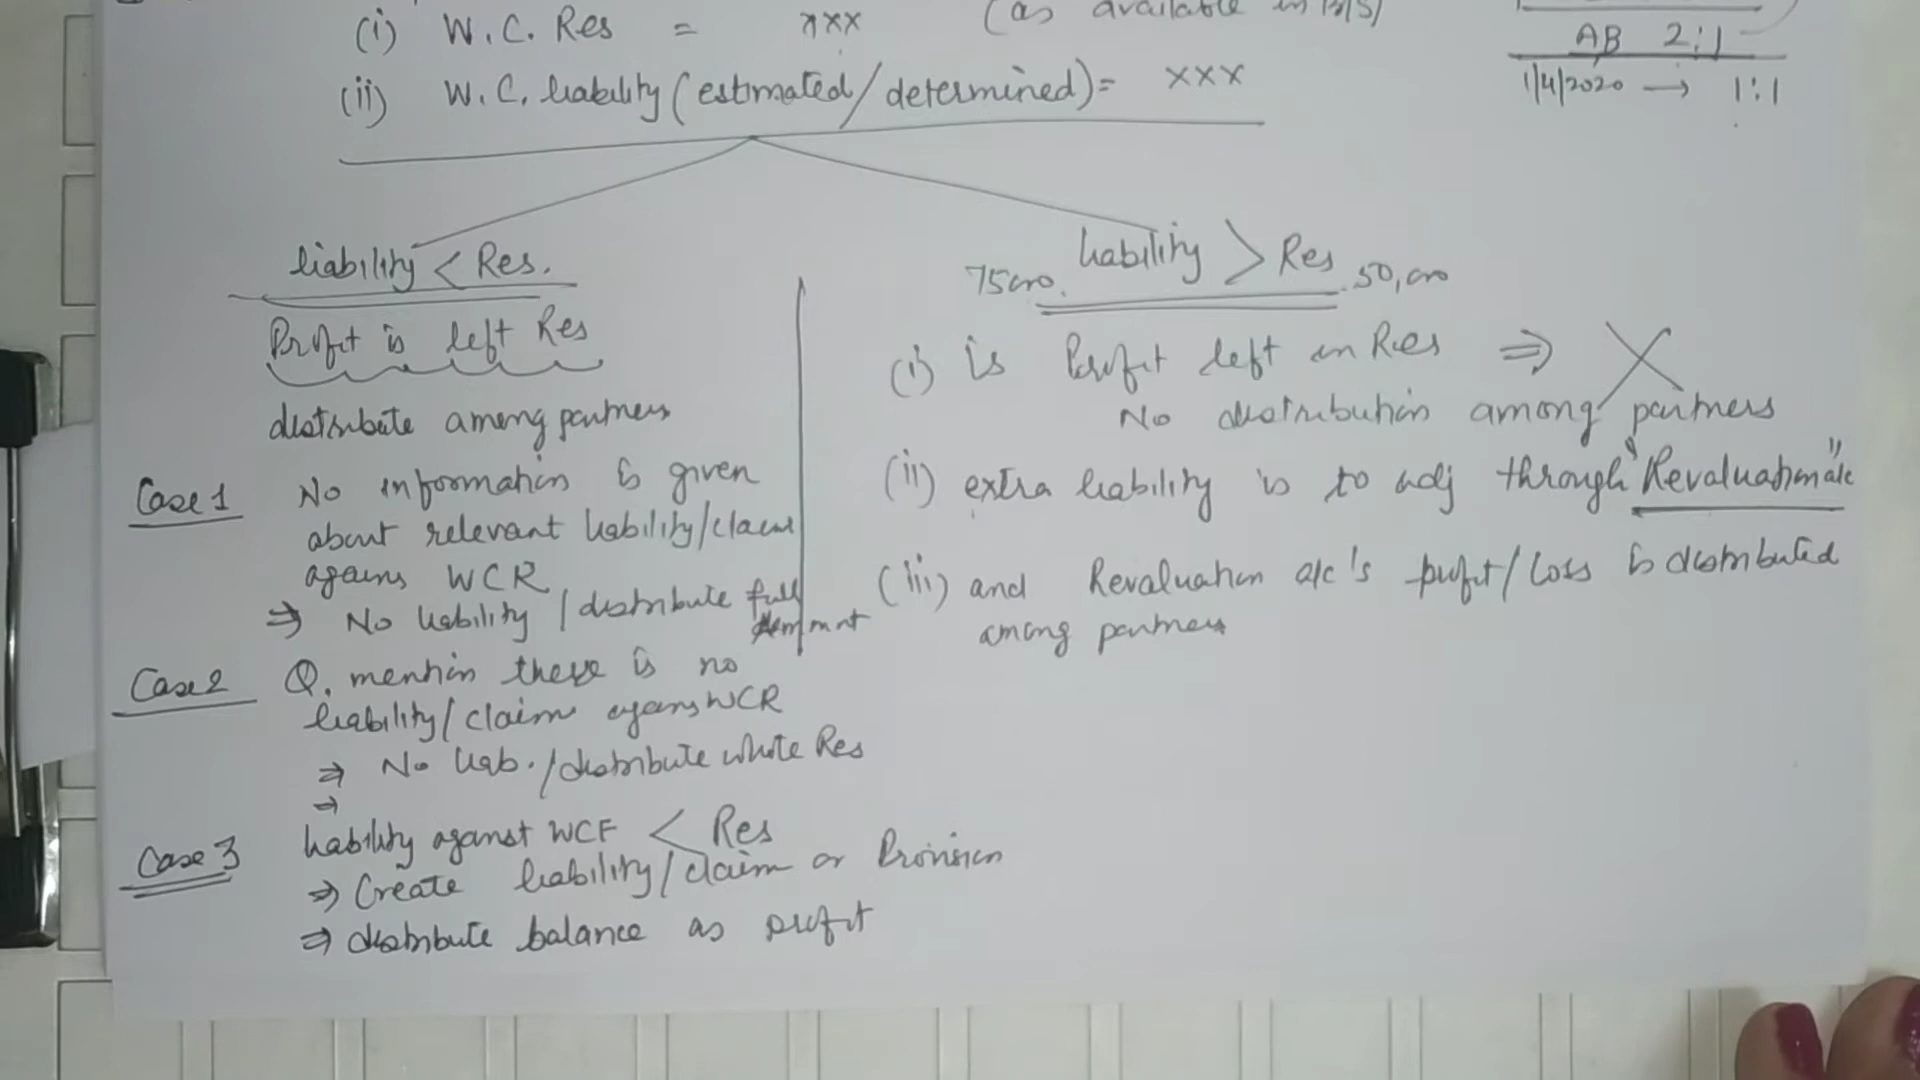 (i) W.C. Res = xxx (as available in B/S)
(ii) W.C. liability (estimated/determined) = xxx
AB 2:1
1/4/2020 → 1:1
liability < Res.
Profit is left Res
distribute among partners
Case 1 No information is given
about relevant liability/claim
agains WCR
⇒ No liability / distribute full
amount
Case 2 Q. mention there is no
liability/claim agains WCR
⇒ No liab. / distribute whole Res
⇒
Case 3 liability against WCF < Res
⇒ Create liability/claim or Provision
⇒ distribute balance as profit
75000. liability > Res 50,000
(i) is Profit left in Res ⇒ X
No distribution among partners
(ii) extra liability is to adj through "Revaluation a/c"
(iii) and Revaluation a/c's profit/loss is distributed
among partners